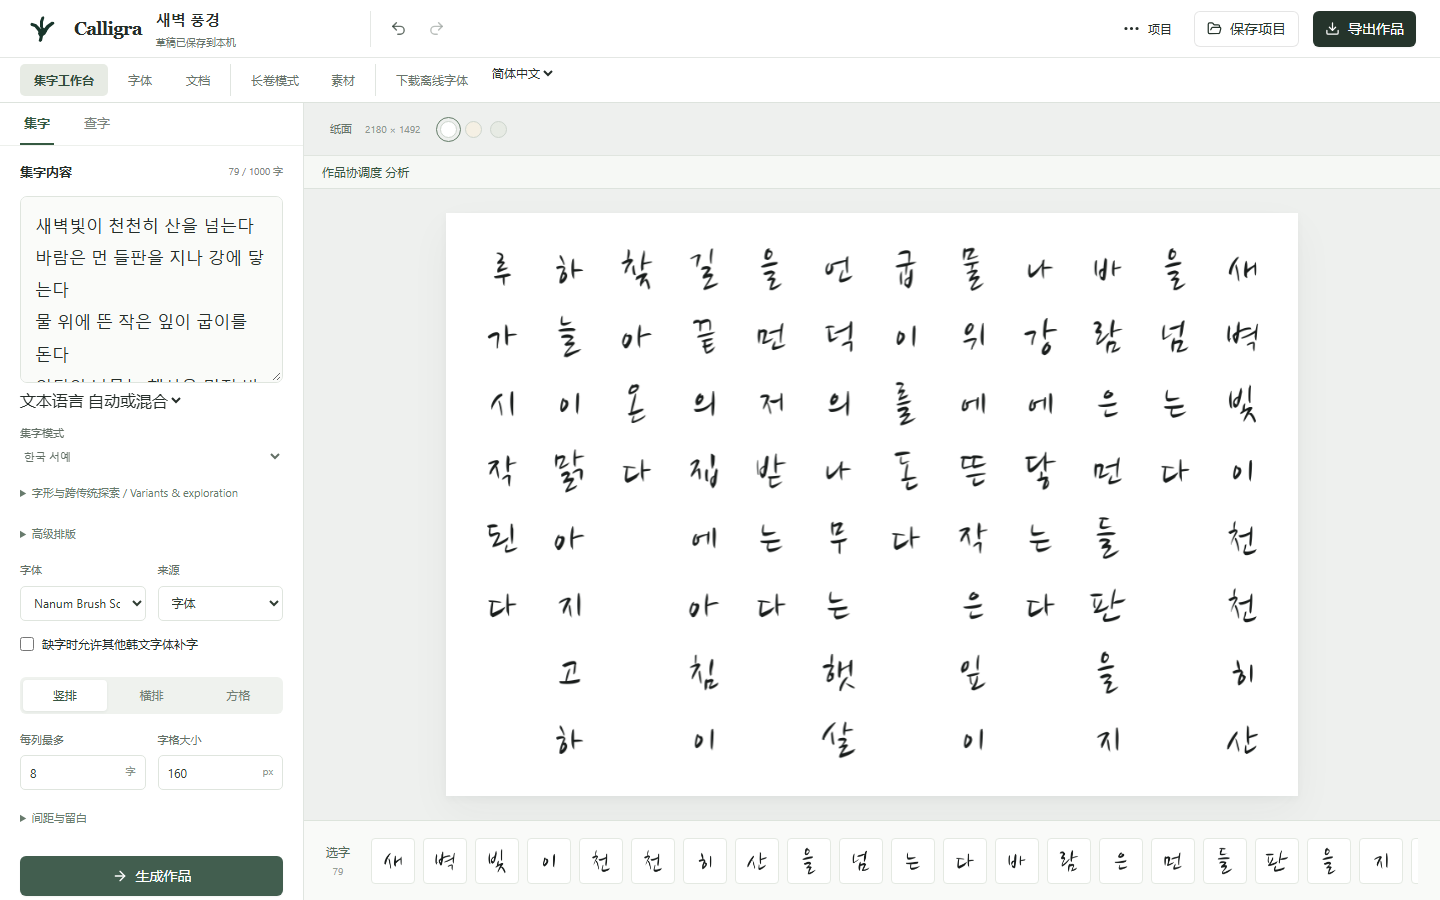 Calligra
새벽 풍경
草稿已保存到本机
项目
保存项目
导出作品
集字工作台
字体
文档
长卷模式
素材
下载离线字体
简体中文
集字
查字
集字内容
79 / 1000 字
새벽빛이 천천히 산을 넘는다
바람은 먼 들판을 지나 강에 닿
는다
물 위에 뜬 작은 잎이 굽이를
돈다
文本语言 自动或混合
集字模式
한국 서예
字形与跨传统探索 / Variants & exploration
高级排版
字体
来源
Nanum Brush Sc
字体
缺字时允许其他韩文字体补字
竖排
横排
方格
每列最多
字格大小
8 字
160 px
间距与留白
生成作品
纸面
2180 × 1492
作品协调度 分析
새벽빛이천천히산
을넘는다
바람은먼들판을지
나강에닿는다
물위에뜬작은잎이
굽이를돈다
언덕의나무는햇살
을먼저받는다
길끝의집에아침이
찾아온다
하늘이맑아지고하
루가시작된다
选字
79
새 벽 빛 이 천 천 히 산 을 넘 는 다 바 람 은 먼 들 판 을 지